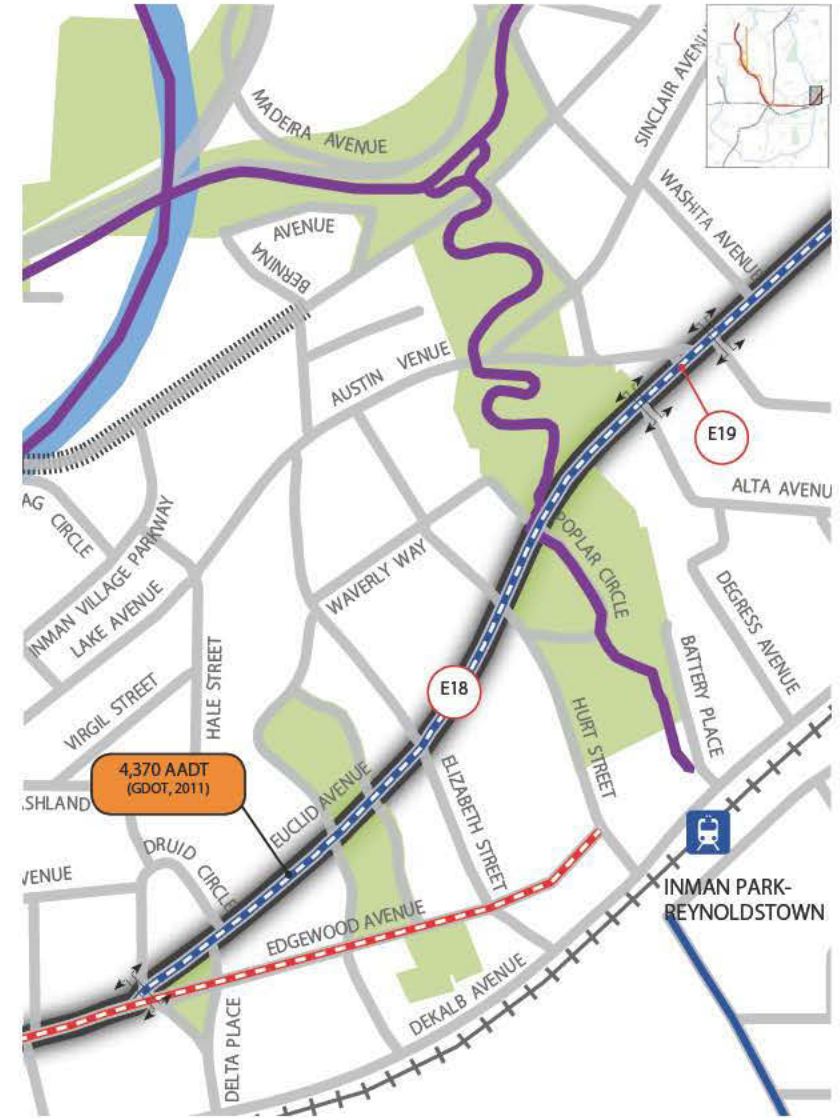 MADEIRA AVENUE
SINCLAIR AVENU
WASHITA AVENUE
AVENUE
BERNINA
AUSTIN VENUE
E19
ALTA AVENU
AG CIRCLE
INMAN VILLAGE PARKWAY
LAKE AVENUE
WAVERLY WAY
POPLAR CIRCLE
DEGRESS AVENUE
VIRGIL STREET
HALE STREET
E18
HURT STREET
BATTERY PLACE
4,370 AADT
(GDOT, 2011)
SHLAND
EUCLID AVENUE
ELIZABETH STREET
DRUID CIRCLE
VENUE
INMAN PARK-
REYNOLDSTOWN
EDGEWOOD AVENUE
DEKALB AVENUE
DELTA PLACE